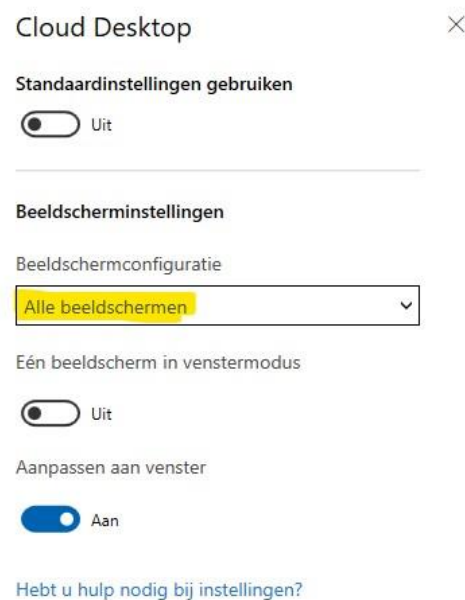 Cloud Desktop
Standaardinstellingen gebruiken
Uit
Beeldscherminstellingen
Beeldschermconfiguratie
Alle beeldschermen
Eén beeldscherm in venstermodus
Uit
Aanpassen aan venster
Aan
Hebt u hulp nodig bij instellingen?